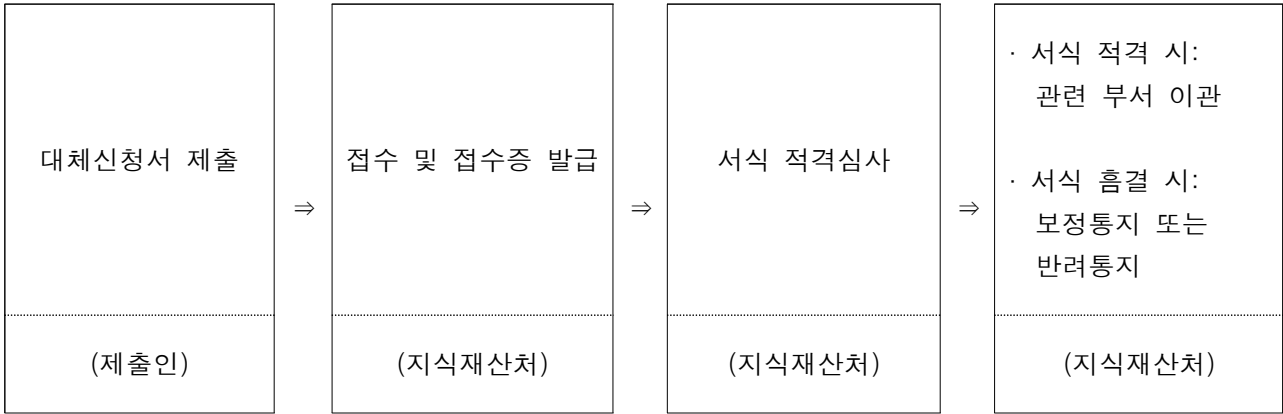 대체신청서 제출
(제출인)
⇒
접수 및 접수증 발급
(지식재산처)
⇒
서식 적격심사
(지식재산처)
⇒
· 서식 적격 시:
관련 부서 이관
· 서식 흠결 시:
보정통지 또는
반려통지
(지식재산처)